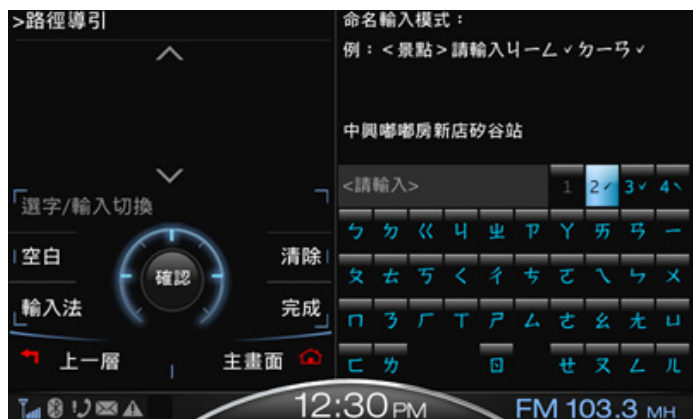 >路徑導引
選字/輸入切換
空白
清除
確認
輸入法
完成
上一層
主畫面
命名輸入模式：
例：<景點>請輸入ㄐㄧㄥˇㄉㄧㄢˇ
中興嘟嘟房新店矽谷站
<請輸入> 1 2ˊ 3ˇ 4ˋ
ㄅ ㄉ ㄍ ㄐ ㄓ ㄗ ㄚ ㄞ ㄢ ㄧ
ㄆ ㄊ ㄎ ㄑ ㄔ ㄘ ㄛ ㄟ ㄣ ㄨ
ㄇ ㄋ ㄏ ㄒ ㄕ ㄙ ㄜ ㄠ ㄤ ㄩ
ㄈ ㄌ ㄖ ㄝ ㄡ ㄥ ㄦ
12:30 PM
FM 103.3 MH